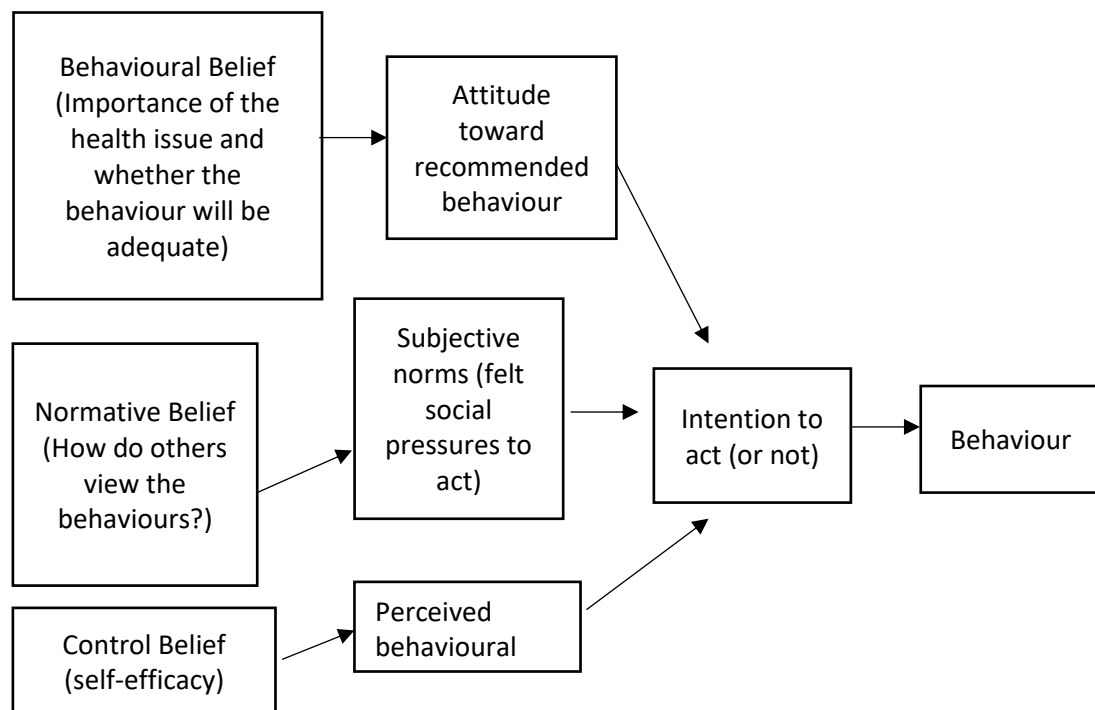 Behavioural Belief
(Importance of the
health issue and
whether the
behaviour will be
adequate)
Attitude
toward
recommended
behaviour
Normative Belief
(How do others
view the
behaviours?)
Subjective
norms (felt
social
pressures to
act)
Control Belief
(self-efficacy)
Perceived
behavioural
Intention to
act (or not)
Behaviour